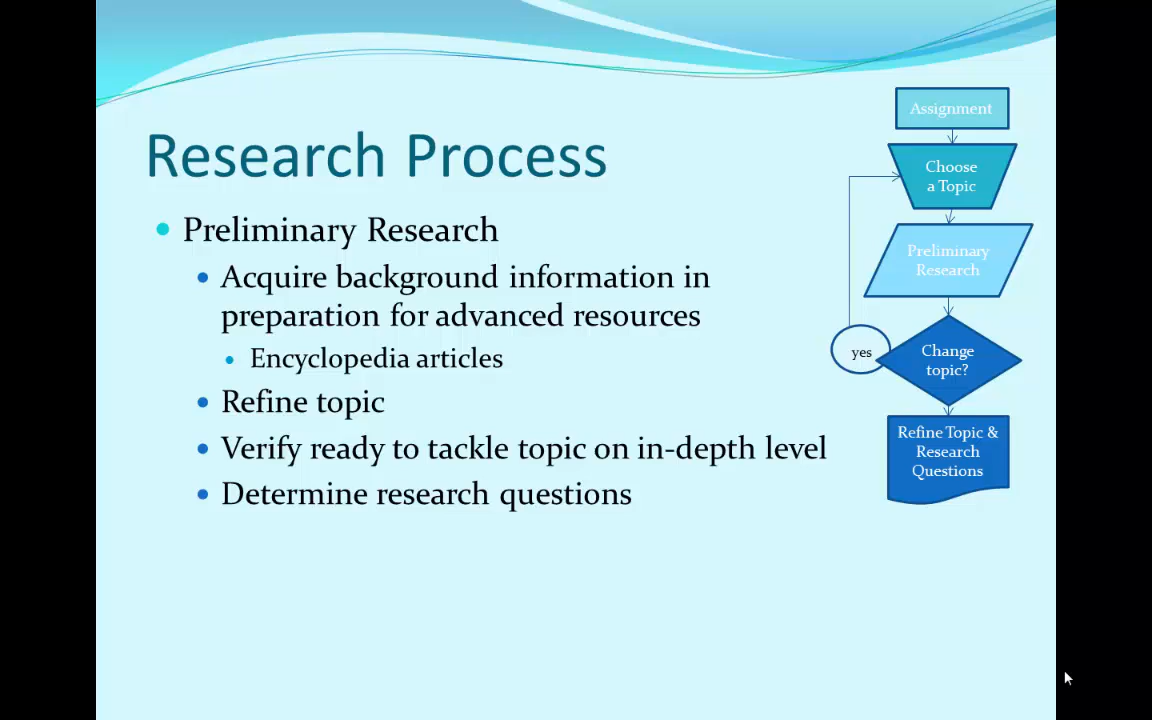 Research Process
Preliminary Research
Acquire background information in
preparation for advanced resources
Encyclopedia articles
Refine topic
Verify ready to tackle topic on in-depth level
Determine research questions
Assignment
Choose
a Topic
Preliminary
Research
Change
topic?
yes
Refine Topic &
Research
Questions